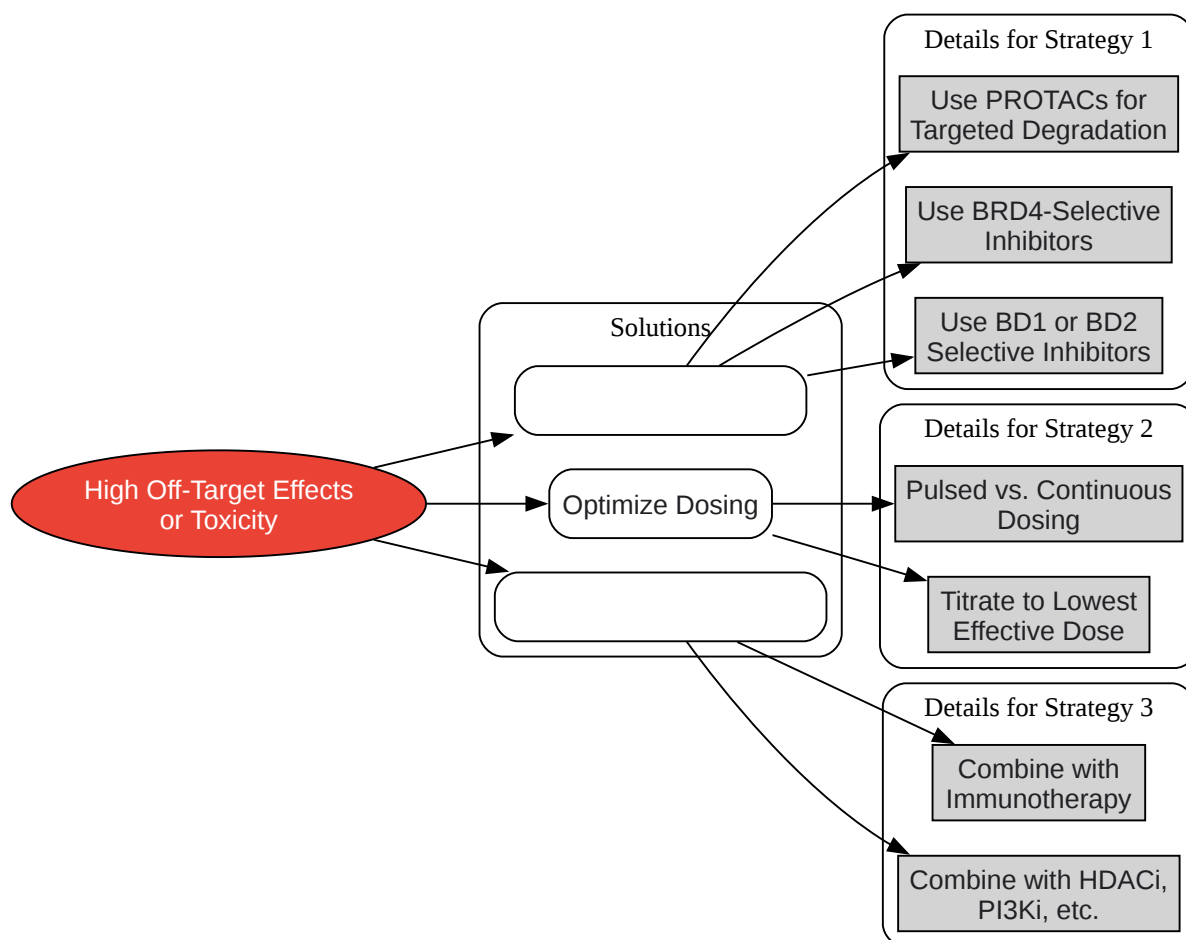 Details for Strategy 1
Use PROTACs for
Targeted Degradation
Use BRD4-Selective
Inhibitors
Use BD1 or BD2
Selective Inhibitors
Solutions
High Off-Target Effects
or Toxicity
Optimize Dosing
Details for Strategy 2
Pulsed vs. Continuous
Dosing
Titrate to Lowest
Effective Dose
Details for Strategy 3
Combine with
Immunotherapy
Combine with HDACi,
PI3Ki, etc.